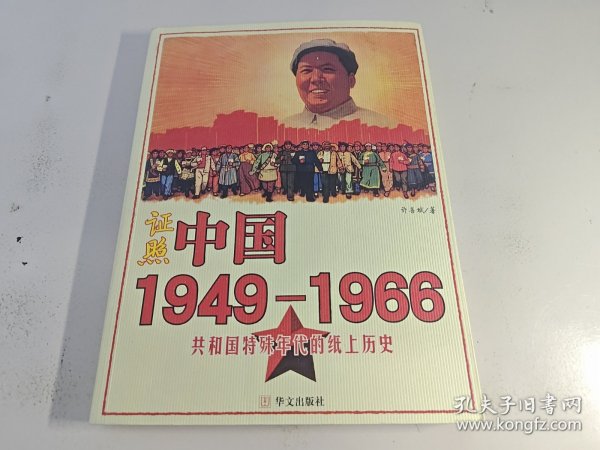 许善斌/著
证照
中国
1949-1966
共和国特殊年代的纸上历史
华文出版社
孔夫子旧书网
www.kongfz.com